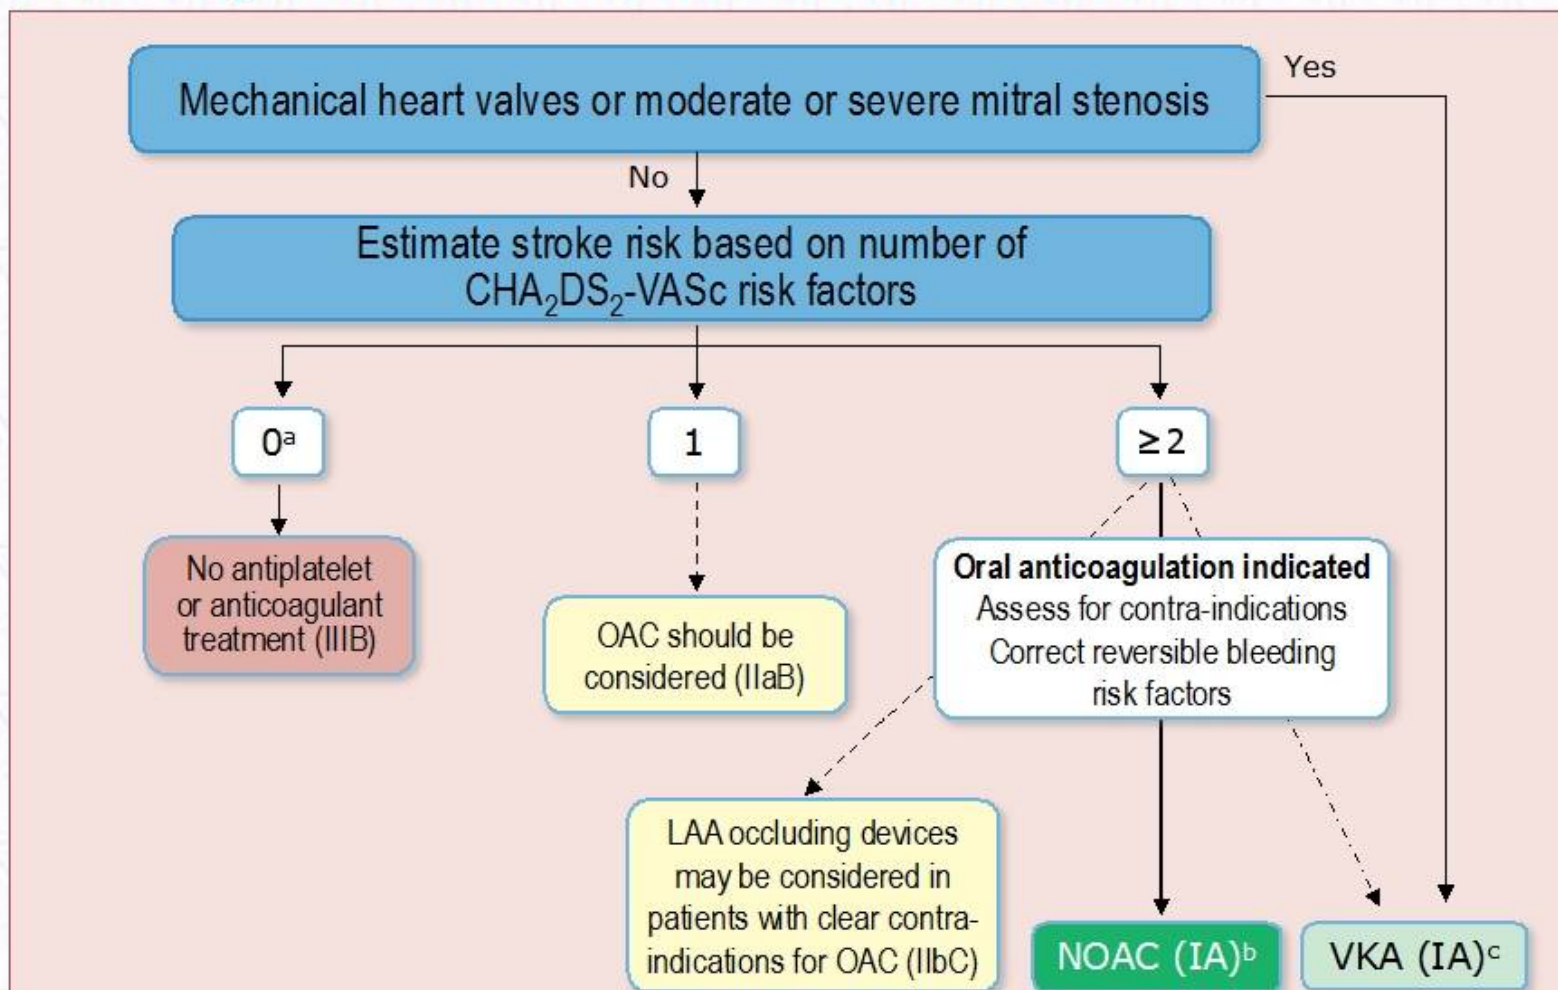 Mechanical heart valves or moderate or severe mitral stenosis
Yes
No
Estimate stroke risk based on number of
CHA₂DS₂-VASc risk factors
0ᵃ
1
≥2
No antiplatelet
or anticoagulant
treatment (IIIB)
OAC should be
considered (IIaB)
Oral anticoagulation indicated
Assess for contra-indications
Correct reversible bleeding
risk factors
LAA occluding devices
may be considered in
patients with clear contra-
indications for OAC (IIbC)
NOAC (IA)ᵇ
VKA (IA)ᶜ